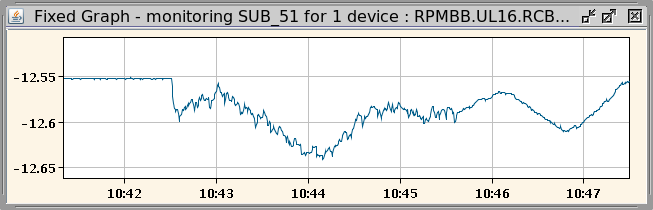 Fixed Graph - monitoring SUB_51 for 1 device : RPMBB.UL16.RCB...
-12.55
-12.6
-12.65
10:42 10:43 10:44 10:45 10:46 10:47